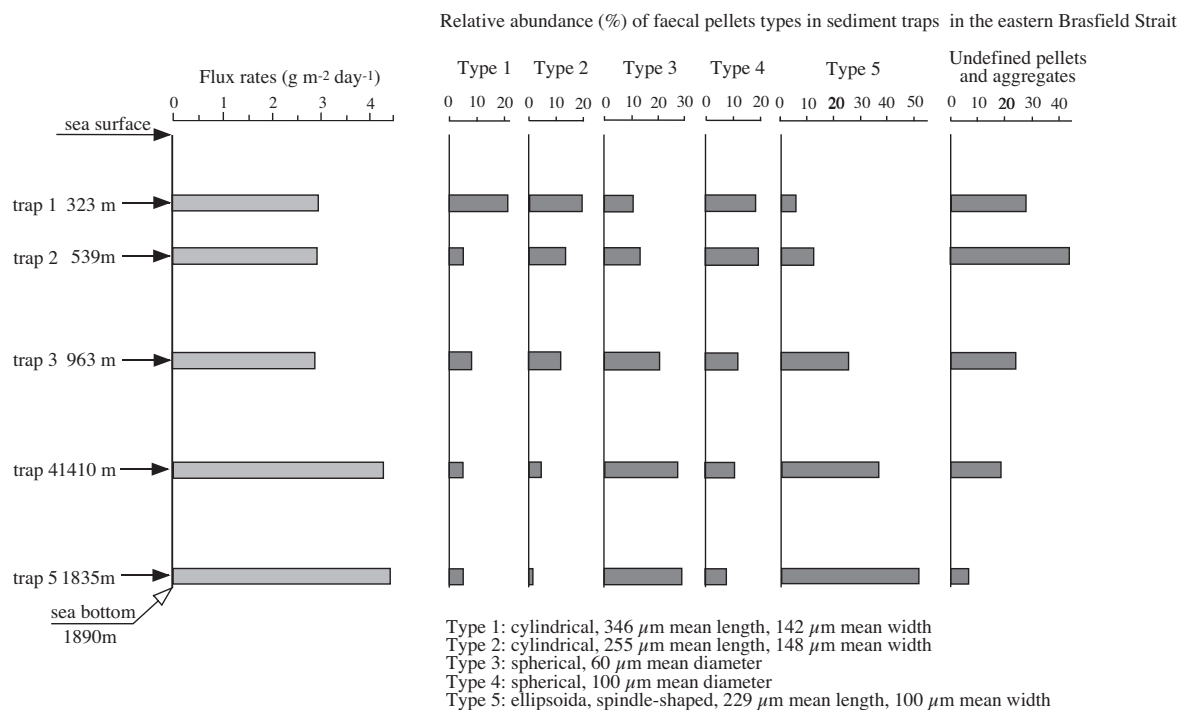 Relative abundance (%) of faecal pellets types in sediment traps in the eastern Brasfield Strait
Flux rates (g m-2 day-1)
Type 1 Type 2 Type 3 Type 4 Type 5 Undefined pellets
and aggregates
0 1 2 3 4 0 10 20 0 10 20 0 10 20 30 0 10 20 0 10 20 30 40 50 0 10 20 30 40
sea surface
trap 1 323 m
trap 2 539m
trap 3 963 m
trap 41410 m
trap 5 1835m
sea bottom
1890m
Type 1: cylindrical, 346 µm mean length, 142 µm mean width
Type 2: cylindrical, 255 µm mean length, 148 µm mean width
Type 3: spherical, 60 µm mean diameter
Type 4: spherical, 100 µm mean diameter
Type 5: ellipsoida, spindle-shaped, 229 µm mean length, 100 µm mean width